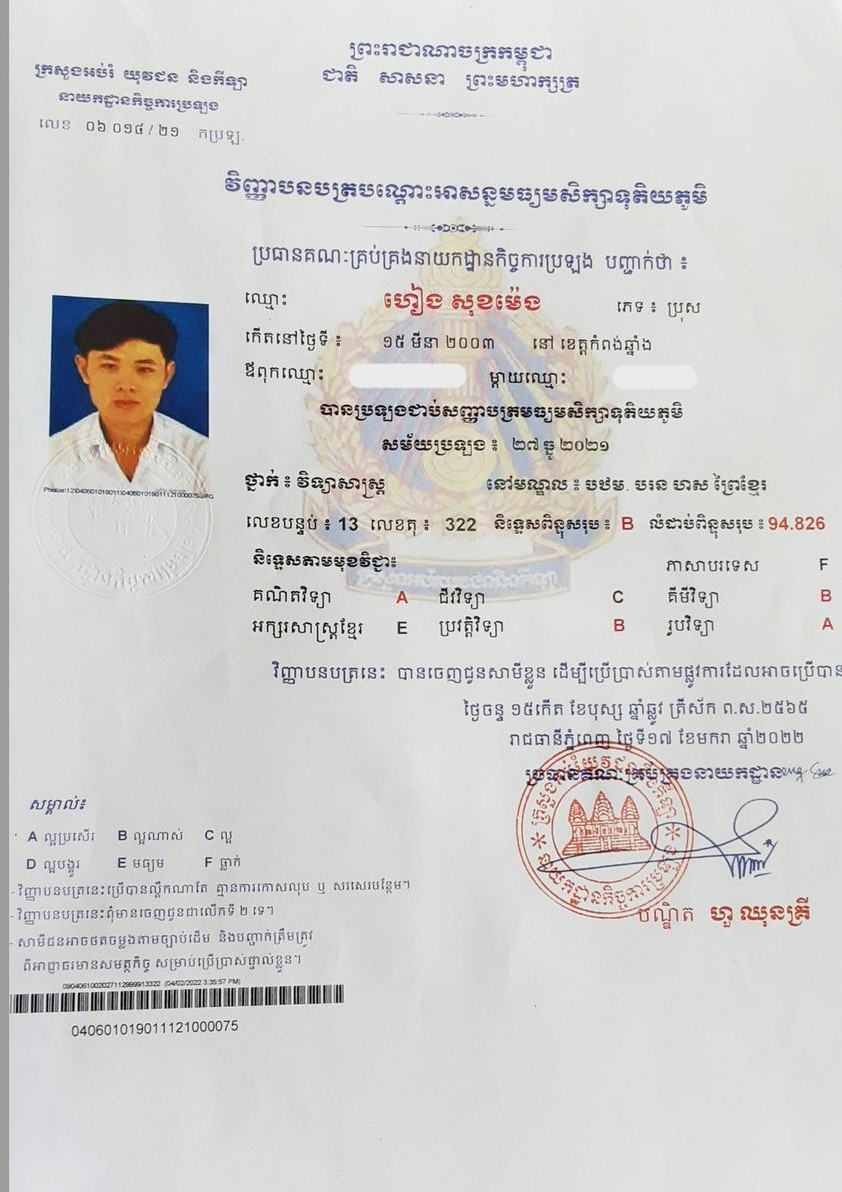 ព្រះរាជាណាចក្រកម្ពុជា
ជាតិ សាសនា ព្រះមហាក្សត្រ
ក្រសួងអប់រំ យុវជន និងកីឡា
នាយកដ្ឋានកិច្ចការប្រឡង
លេខ ០៦ ០១៨ / ២១ កប្រឡ.
វិញ្ញាបនបត្របណ្តោះអាសន្នមធ្យមសិក្សាទុតិយភូមិ
ប្រធានគណៈគ្រប់គ្រងនាយកដ្ឋានកិច្ចការប្រឡង បញ្ជាក់ថា ៖
ឈ្មោះ ហៀង សុខម៉េង ភេទ ៖ ប្រុស
កើតនៅថ្ងៃទី ៖ ១៥ មីនា ២០០៣ នៅ ខេត្តកំពង់ឆ្នាំង
ឪពុកឈ្មោះ ម្តាយឈ្មោះ
បានប្រឡងជាប់សញ្ញាបត្រមធ្យមសិក្សាទុតិយភូមិ
សម័យប្រឡង ៖ ២៧ ធ្នូ ២០២១
ថ្នាក់ ៖ វិទ្យាសាស្ត្រ នៅមណ្ឌល ៖ បឋម. ហស ព្រៃខ្មែរ
លេខបន្ទប់ ៖ 13 លេខតុ ៖ 322 និទ្ទេសពិន្ទុសរុប ៖ B លំដាប់ពិន្ទុសរុប ៖ 94.826
និទ្ទេសតាមមុខវិជ្ជា៖ ភាសាបរទេស F
គណិតវិទ្យា A ជីវវិទ្យា C គីមីវិទ្យា B
អក្សរសាស្ត្រខ្មែរ E ប្រវត្តិវិទ្យា B រូបវិទ្យា A
វិញ្ញាបនបត្រនេះ បានចេញជូនសាមីខ្លួន ដើម្បីប្រើប្រាស់តាមផ្លូវការដែលអាចប្រើបាន
ថ្ងៃចន្ទ ១៥កើត ខែបុស្ស ឆ្នាំឆ្លូវ ត្រីស័ក ព.ស.២៥៦៥
រាជធានីភ្នំពេញ ថ្ងៃទី១៧ ខែមករា ឆ្នាំ២០២២
ប្រធានគណៈគ្រប់គ្រងនាយកដ្ឋាន
បណ្ឌិត ហួ ឈុនគ្រី
សម្គាល់៖
A ល្អប្រសើរ B ល្អណាស់ C ល្អ
D ល្អបង្គួរ E មធ្យម F ធ្លាក់
- វិញ្ញាបនបត្រនេះប្រើបានល្គឹកណាតែ គ្មានការកោសលុប ឬ សរសេរបន្ថែម។
- វិញ្ញាបនបត្រនេះពុំមានចេញជូនជាលើកទី ២ ទេ។
- សាមីជនអាចថតចម្លងតាមច្បាប់ដើម និងបញ្ជាក់ត្រឹមត្រូវ
ពីអាជ្ញាធរមានសមត្ថកិច្ច សម្រាប់ប្រើប្រាស់ផ្ទាល់ខ្លួន។
0904061002027112999913322 (04/02/2022 3:35:57 PM)
040601019011121000075